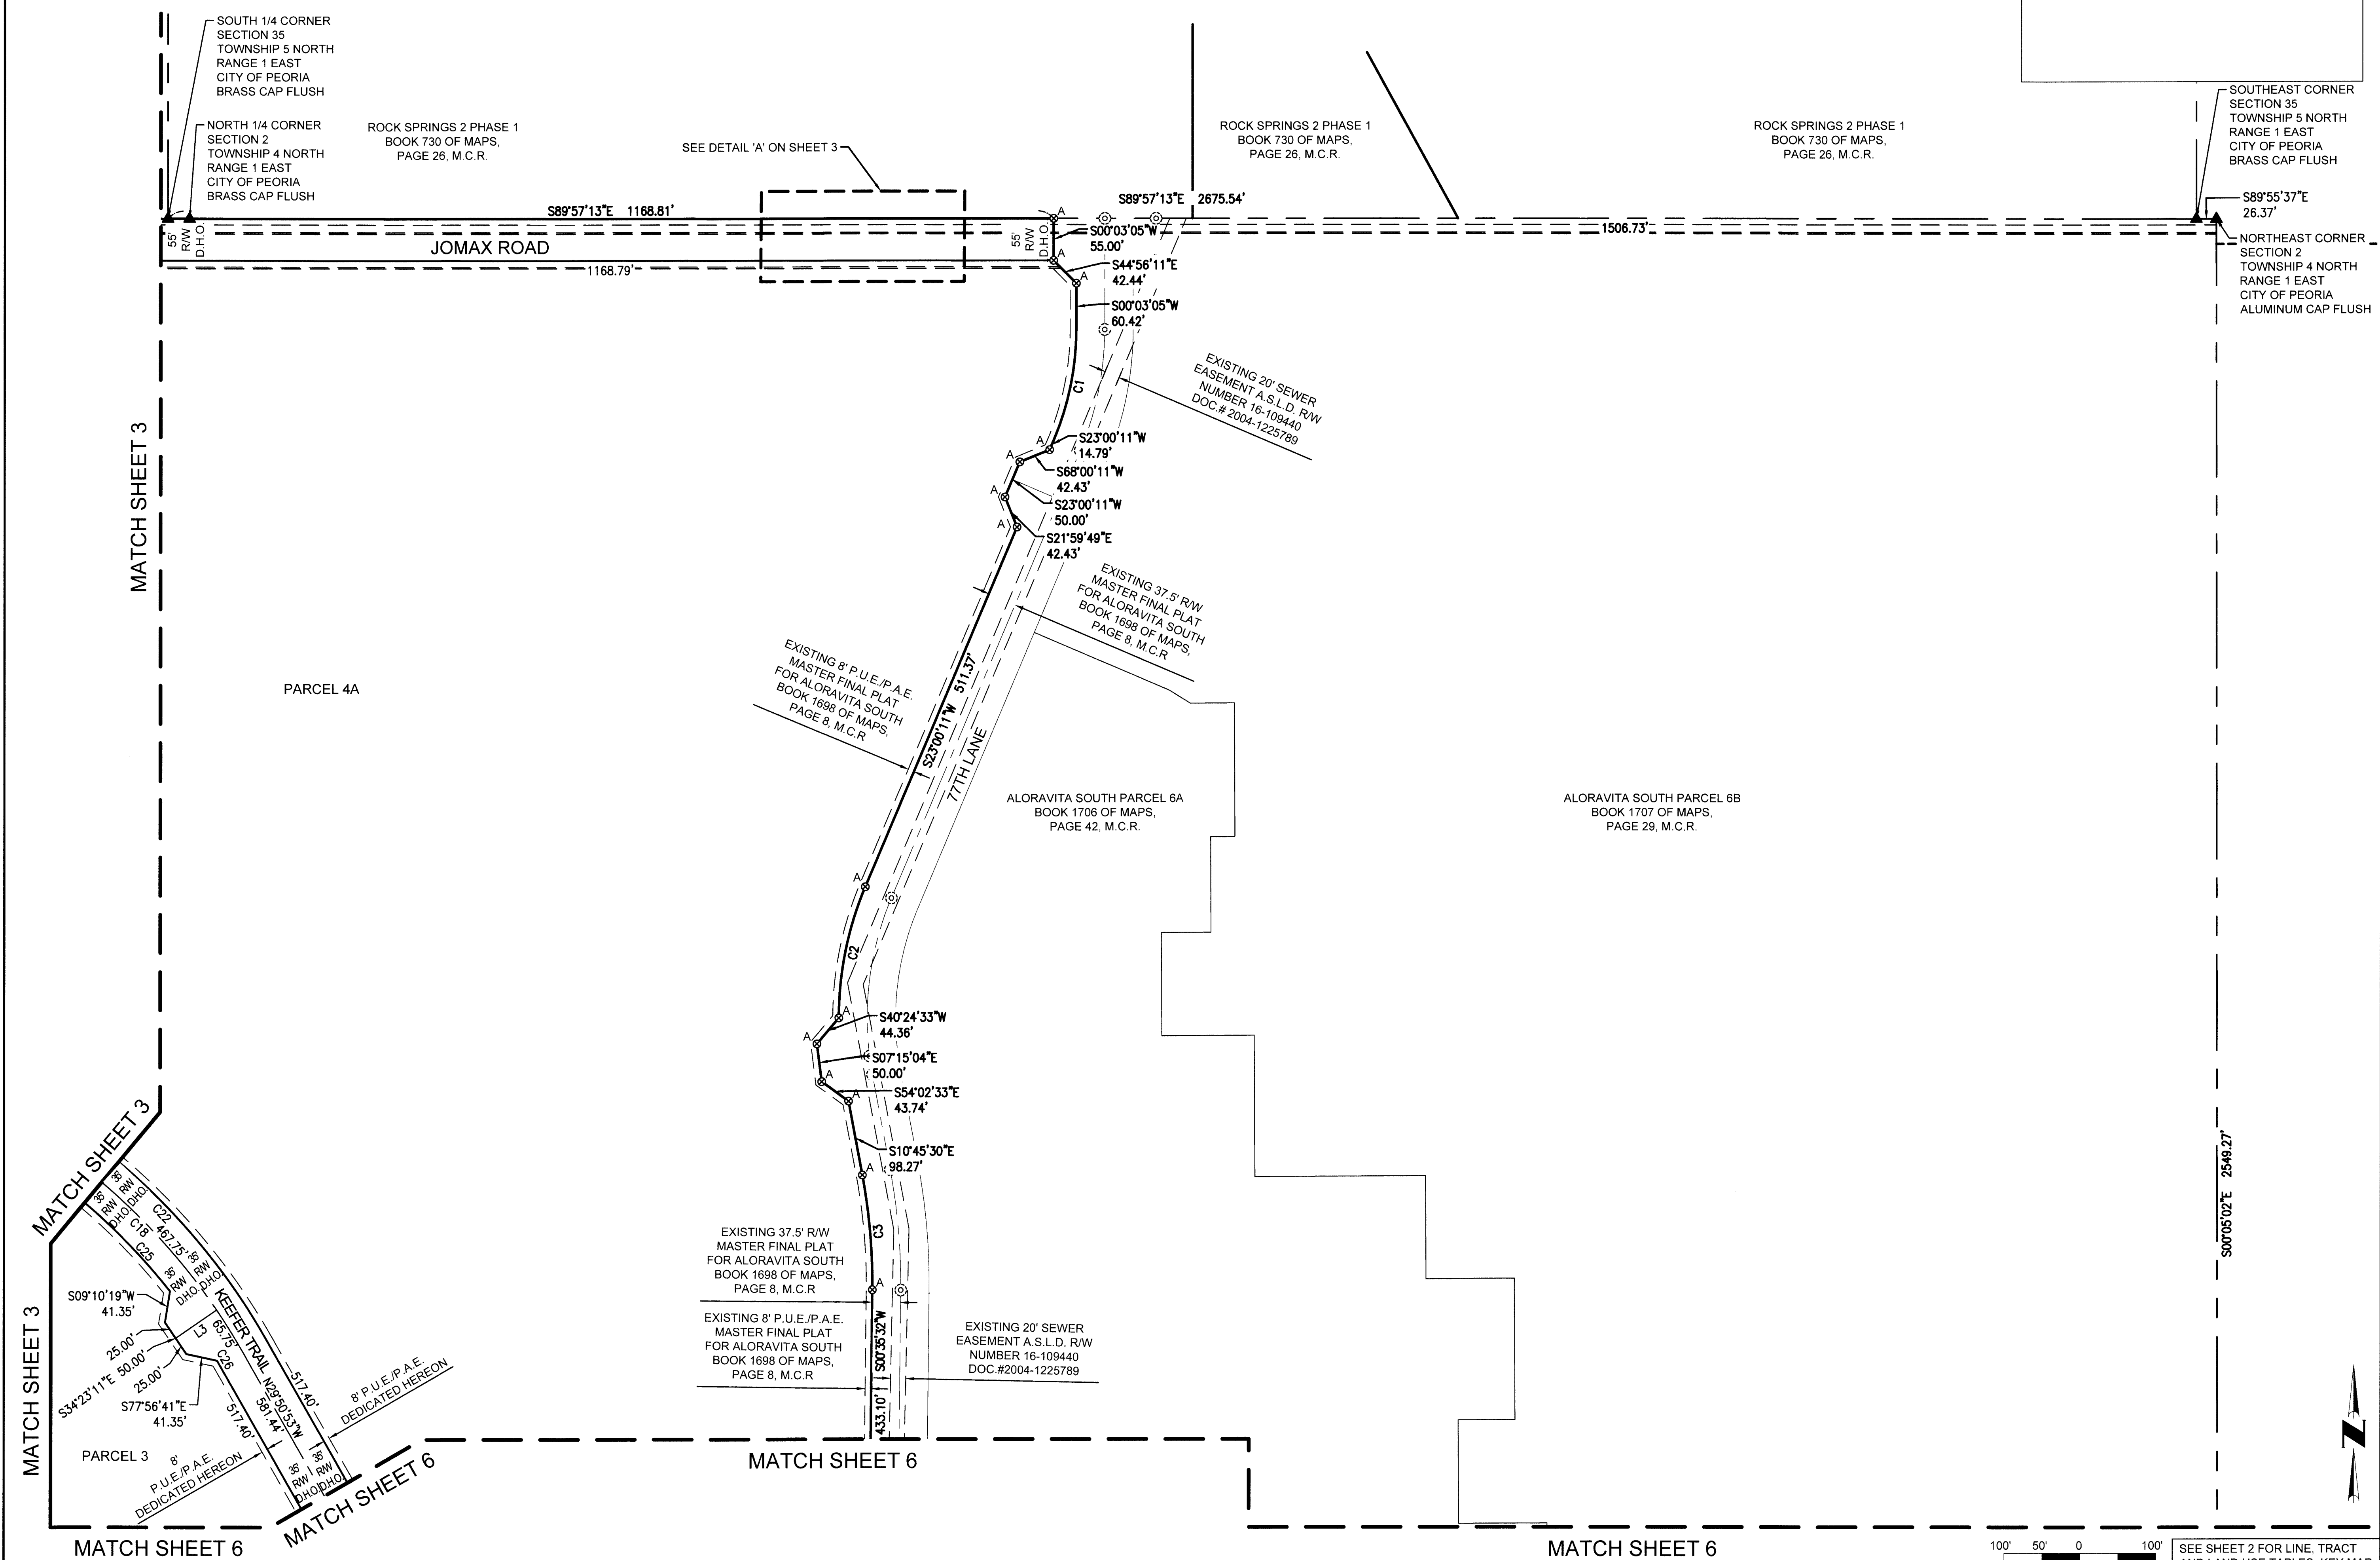 SOUTH 1/4 CORNER
SECTION 35
TOWNSHIP 5 NORTH
RANGE 1 EAST
CITY OF PEORIA
BRASS CAP FLUSH
NORTH 1/4 CORNER
SECTION 2
TOWNSHIP 4 NORTH
RANGE 1 EAST
CITY OF PEORIA
BRASS CAP FLUSH
ROCK SPRINGS 2 PHASE 1
BOOK 730 OF MAPS,
PAGE 26, M.C.R.
SEE DETAIL 'A' ON SHEET 3
ROCK SPRINGS 2 PHASE 1
BOOK 730 OF MAPS,
PAGE 26, M.C.R.
ROCK SPRINGS 2 PHASE 1
BOOK 730 OF MAPS,
PAGE 26, M.C.R.
SOUTHEAST CORNER
SECTION 35
TOWNSHIP 5 NORTH
RANGE 1 EAST
CITY OF PEORIA
BRASS CAP FLUSH
S89°55'37"E
26.37'
NORTHEAST CORNER
SECTION 2
TOWNSHIP 4 NORTH
RANGE 1 EAST
CITY OF PEORIA
ALUMINUM CAP FLUSH
S89°57'13"E 1168.81'
S89°57'13"E 2675.54'
1506.73'
55'
R/W
D.H.O.
JOMAX ROAD
1168.79'
55'
R/W
D.H.O.
A
S00°03'05"W
55.00'
A
S44°56'11"E
42.44'
A
S00°03'05"W
60.42'
C1
EXISTING 20' SEWER
EASEMENT A.S.L.D. R/W
NUMBER 16-109440
DOC.# 2004-1225789
A
S23°00'11"W
14.79'
A
S68°00'11"W
42.43'
A
S23°00'11"W
50.00'
A
S21°59'49"E
42.43'
EXISTING 37.5' R/W
MASTER FINAL PLAT
FOR ALORAVITA SOUTH
BOOK 1698 OF MAPS,
PAGE 8, M.C.R
EXISTING 8' P.U.E./P.A.E.
MASTER FINAL PLAT
FOR ALORAVITA SOUTH
BOOK 1698 OF MAPS,
PAGE 8, M.C.R
S23°00'11"W 511.37'
77TH LANE
MATCH SHEET 3
PARCEL 4A
ALORAVITA SOUTH PARCEL 6A
BOOK 1706 OF MAPS,
PAGE 42, M.C.R.
ALORAVITA SOUTH PARCEL 6B
BOOK 1707 OF MAPS,
PAGE 29, M.C.R.
A
C2
A
S40°24'33"W
44.36'
A
S07°15'04"E
50.00'
A
S54°02'33"E
43.74'
A
S10°45'30"E
98.27'
A
C3
A
EXISTING 37.5' R/W
MASTER FINAL PLAT
FOR ALORAVITA SOUTH
BOOK 1698 OF MAPS,
PAGE 8, M.C.R
EXISTING 8' P.U.E./P.A.E.
MASTER FINAL PLAT
FOR ALORAVITA SOUTH
BOOK 1698 OF MAPS,
PAGE 8, M.C.R
S00°35'32"W
433.10'
EXISTING 20' SEWER
EASEMENT A.S.L.D. R/W
NUMBER 16-109440
DOC.#2004-1225789
S00°05'02"E 2549.27'
MATCH SHEET 3
35'
R/W
D.H.O.
35'
R/W
D.H.O.
C22
C18 467.75'
C25
35'
R/W
D.H.O.
35'
R/W
D.H.O.
S09°10'19"W
41.35'
KEEFER TRAIL
L3
65.75'
C26
25.00'
S34°23'11"E 50.00'
25.00'
S77°56'41"E
41.35'
N29°50'53"W
581.44'
517.40'
517.40'
8' P.U.E./P.A.E.
DEDICATED HEREON
MATCH SHEET 3
PARCEL 3
8'
P.U.E./P.A.E.
DEDICATED HEREON
35'
R/W
D.H.O.
35'
R/W
D.H.O.
MATCH SHEET 6
MATCH SHEET 6
MATCH SHEET 6
MATCH SHEET 6
N
100' 50' 0 100'
SEE SHEET 2 FOR LINE, TRACT